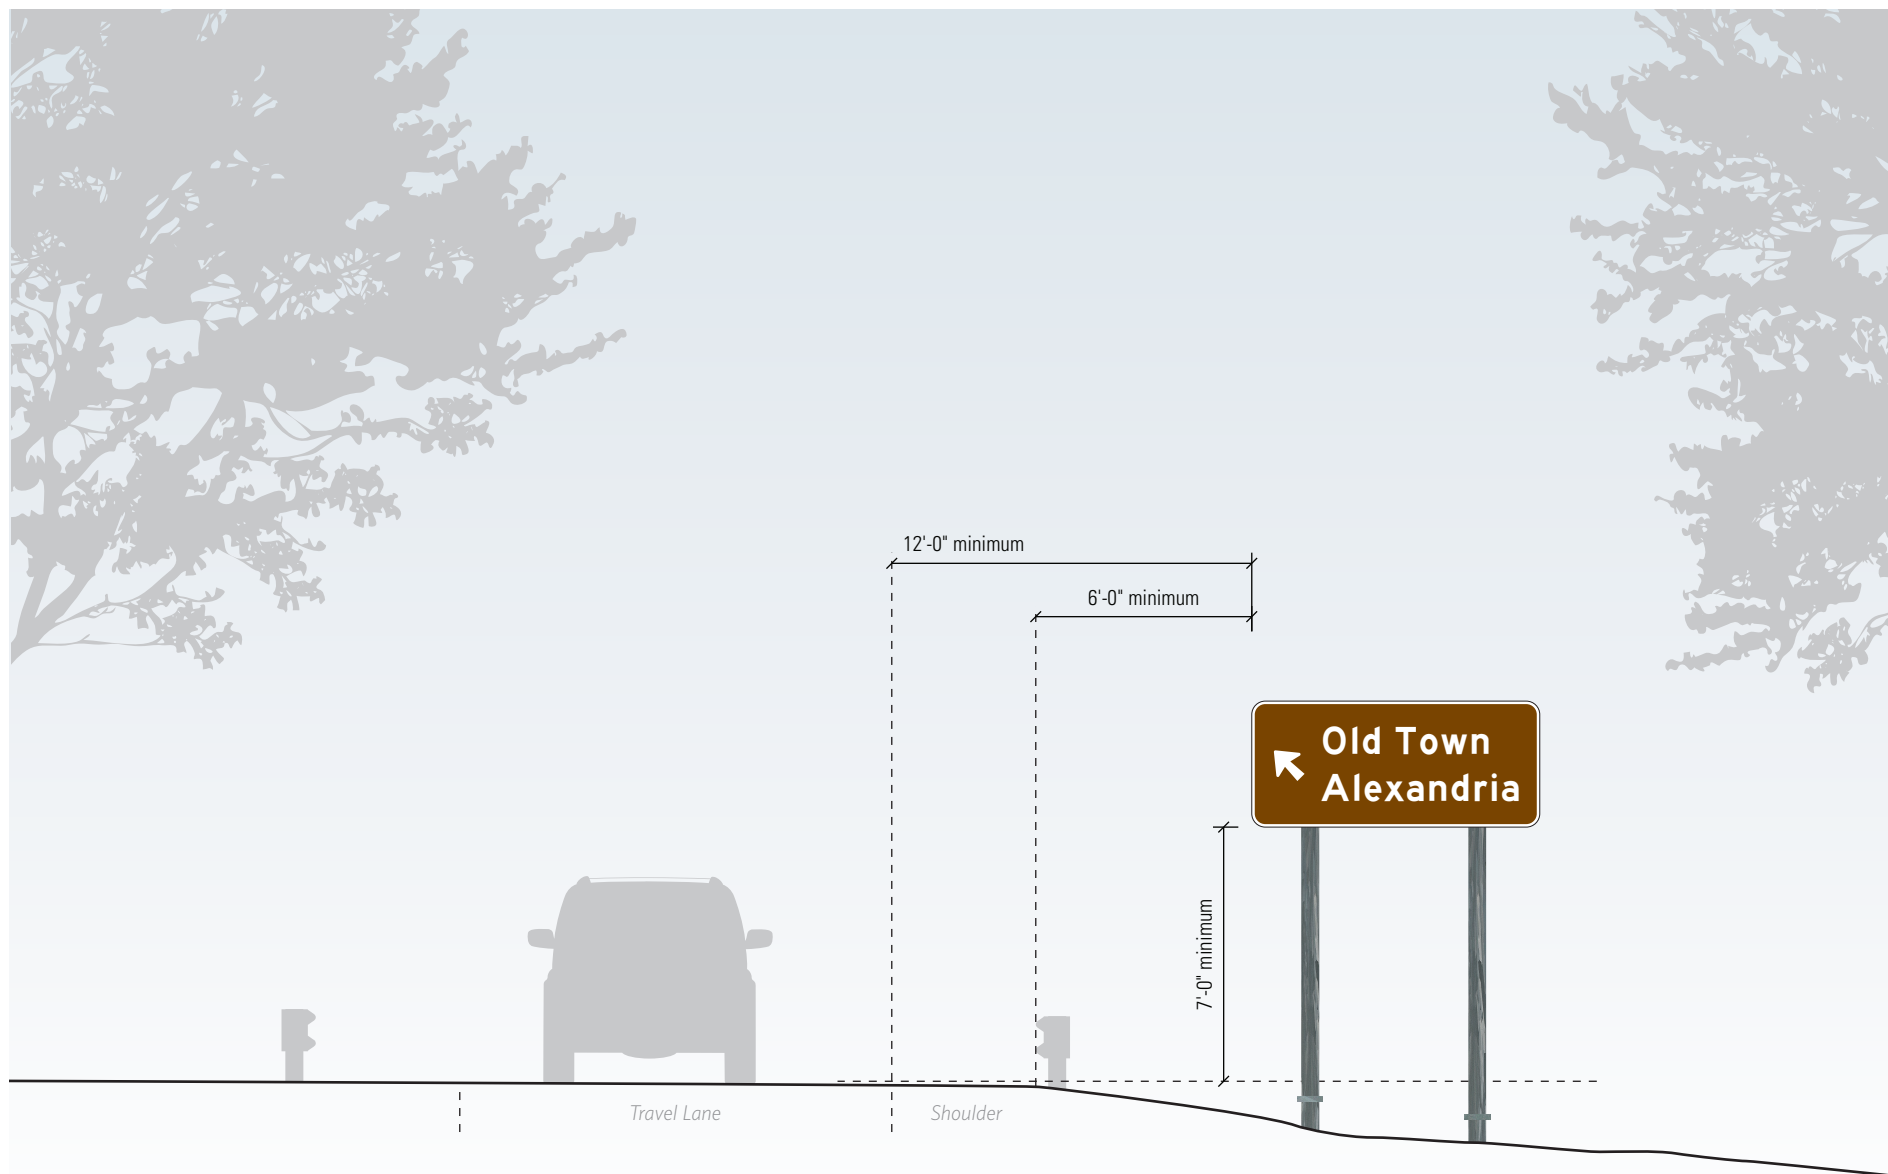 12'-0" minimum
6'-0" minimum
Old Town
Alexandria
7'-0" minimum
Travel Lane
Shoulder